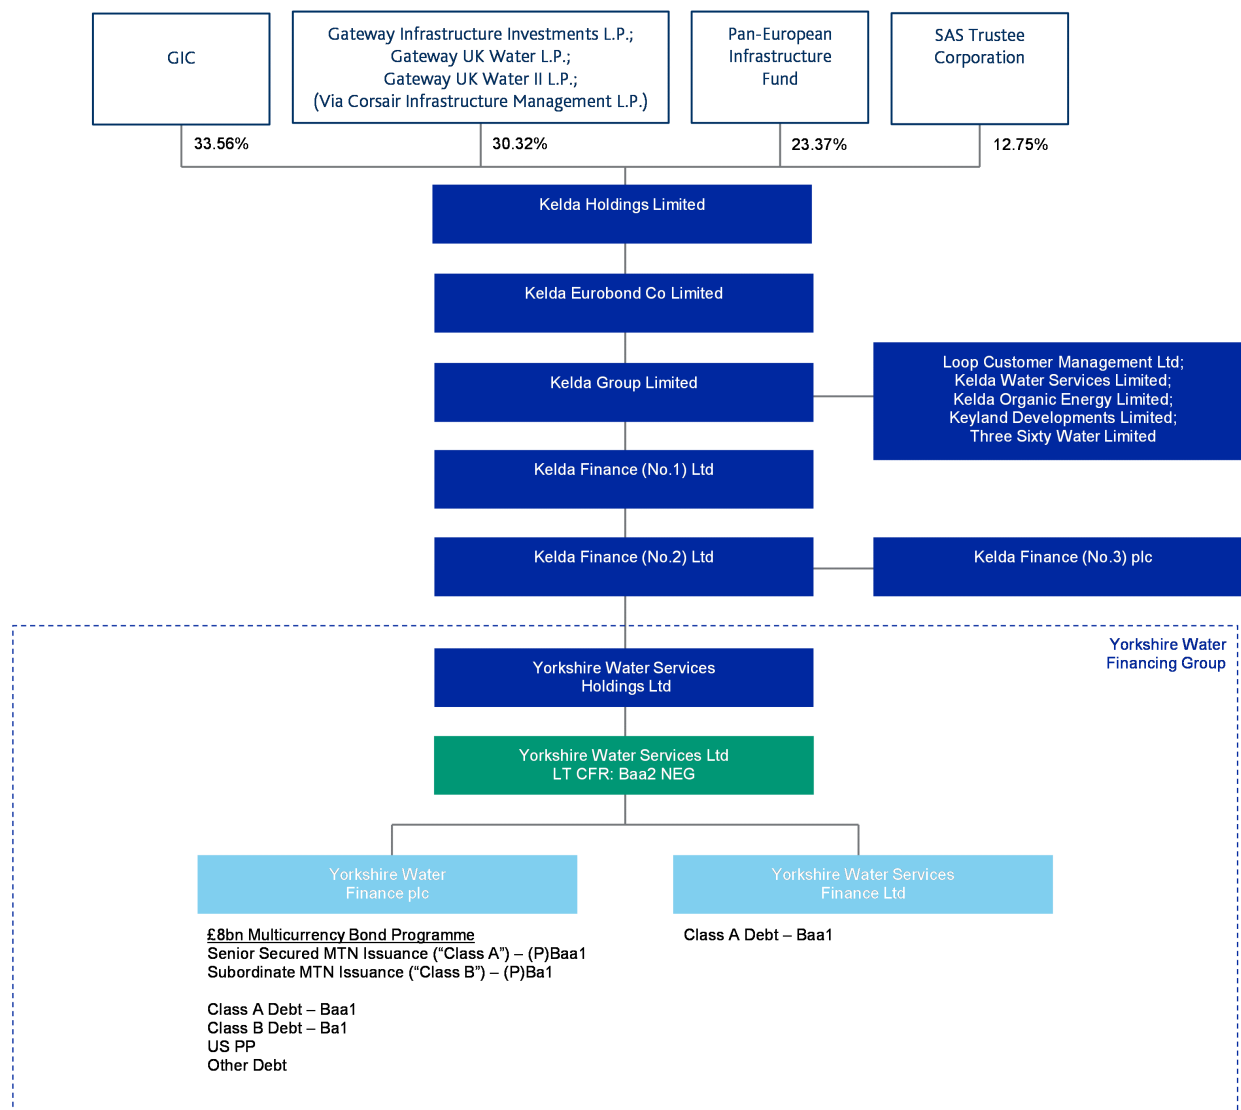 GIC
Gateway Infrastructure Investments L.P.;
Gateway UK Water L.P.;
Gateway UK Water II L.P.;
(Via Corsair Infrastructure Management L.P.)
Pan-European
Infrastructure
Fund
SAS Trustee
Corporation
33.56%
30.32%
23.37%
12.75%
Kelda Holdings Limited
Kelda Eurobond Co Limited
Kelda Group Limited
Loop Customer Management Ltd;
Kelda Water Services Limited;
Kelda Organic Energy Limited;
Keyland Developments Limited;
Three Sixty Water Limited
Kelda Finance (No.1) Ltd
Kelda Finance (No.2) Ltd
Kelda Finance (No.3) plc
Yorkshire Water
Financing Group
Yorkshire Water Services
Holdings Ltd
Yorkshire Water Services Ltd
LT CFR: Baa2 NEG
Yorkshire Water
Finance plc
Yorkshire Water Services
Finance Ltd
£8bn Multicurrency Bond Programme
Senior Secured MTN Issuance (“Class A”) – (P)Baa1
Subordinate MTN Issuance (“Class B”) – (P)Ba1
Class A Debt – Baa1
Class B Debt – Ba1
US PP
Other Debt
Class A Debt – Baa1